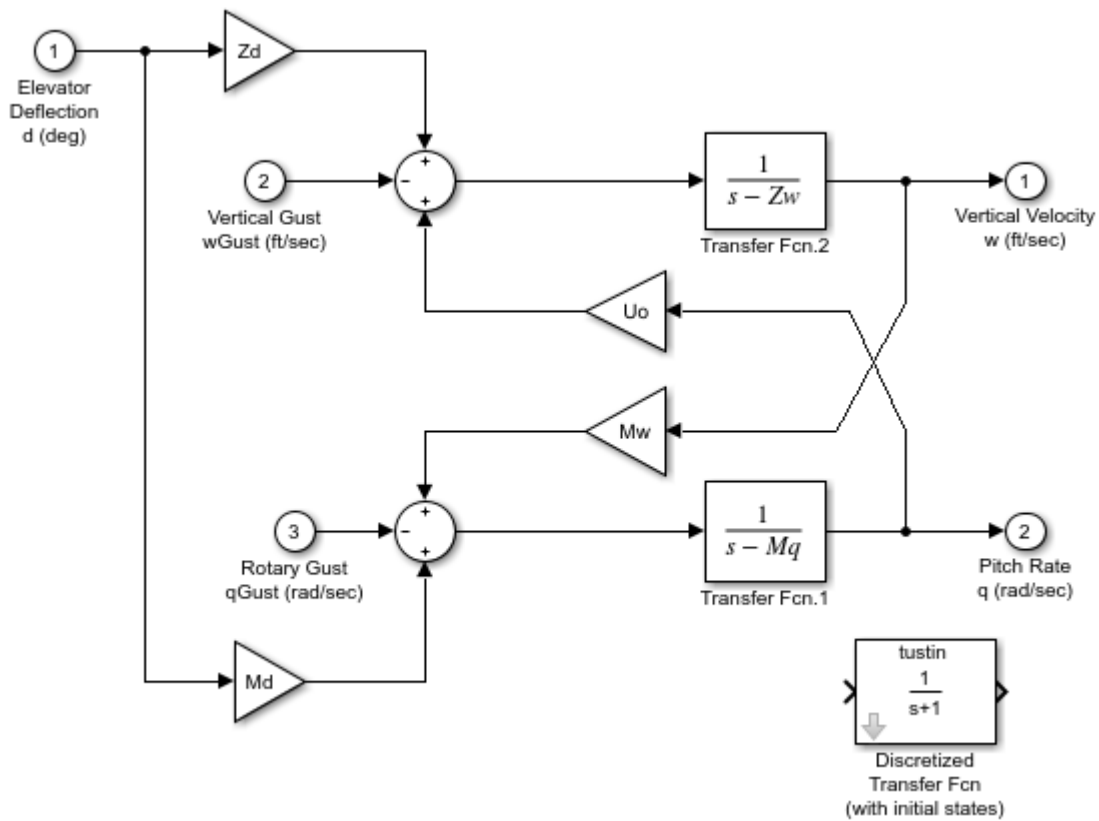 1
Elevator
Deflection
d (deg)
Zd
+
-
+
2
Vertical Gust
wGust (ft/sec)
1
s − Zw
Transfer Fcn.2
1
Vertical Velocity
w (ft/sec)
Uo
Mw
+
-
+
3
Rotary Gust
qGust (rad/sec)
1
s − Mq
Transfer Fcn.1
2
Pitch Rate
q (rad/sec)
Md
tustin
1
s+1
Discretized
Transfer Fcn
(with initial states)